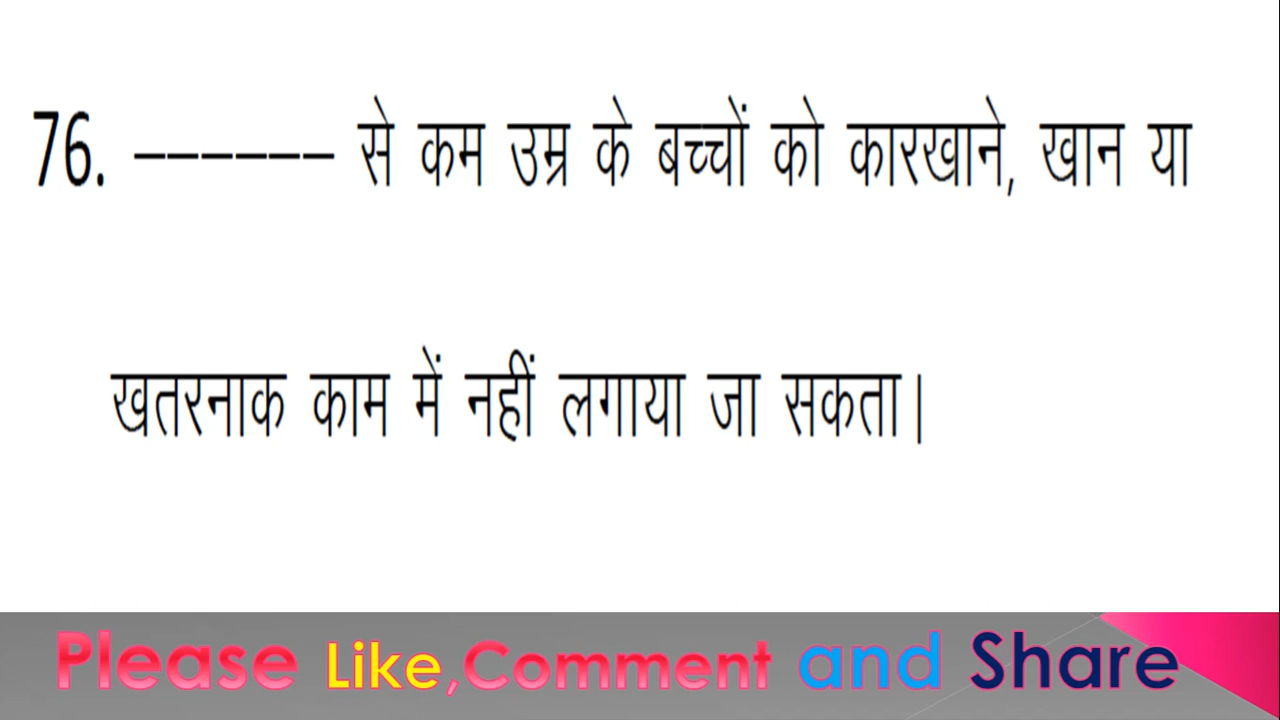 76. ------ से कम उम्र के बच्चों को कारखाने, खान या
खतरनाक काम में नहीं लगाया जा सकता।
Please Like,Comment and Share